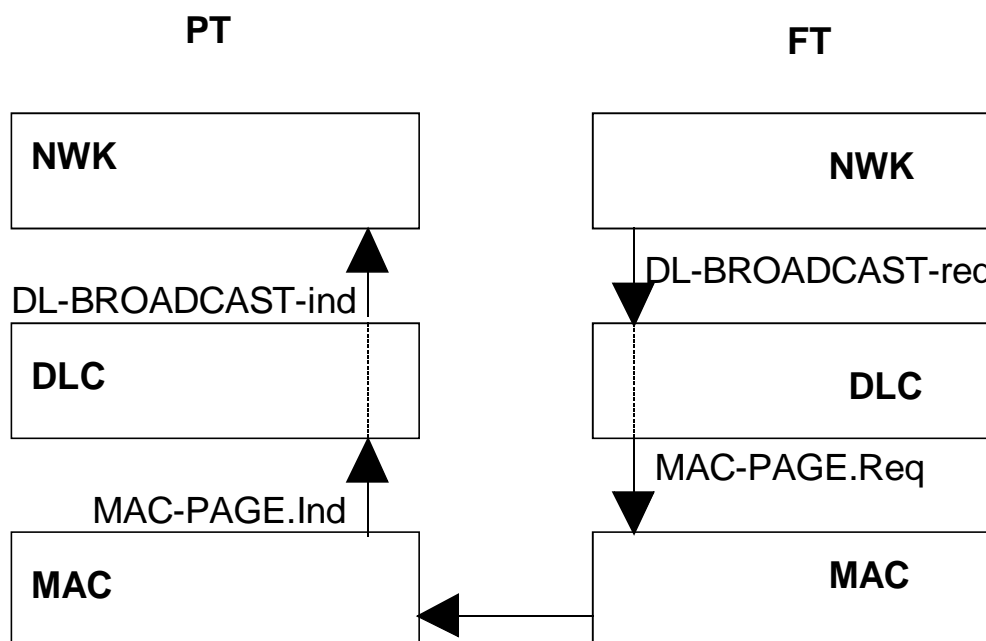 PT
FT
NWK
NWK
DL-BROADCAST-req
DL-BROADCAST-ind
DLC
DLC
MAC-PAGE.Req
MAC-PAGE.Ind
MAC
MAC